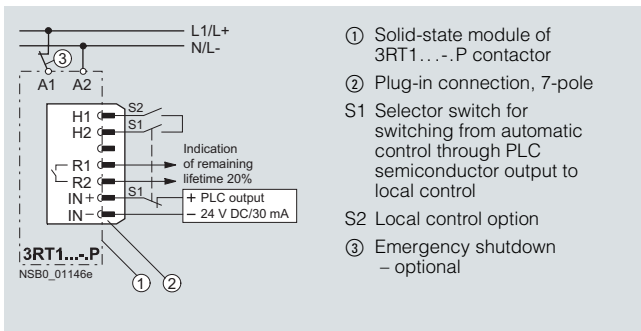 L1/L+
N/L-
③
A1 A2
H1 S2
H2 S1
Indication
of remaining
lifetime 20%
R1
R2
IN+ S1 + PLC output
IN– – 24 V DC/30 mA
3RT1...-.P
NSB0_01146e
① ②
① Solid-state module of
3RT1...-.P contactor
② Plug-in connection, 7-pole
S1 Selector switch for
switching from automatic
control through PLC
semiconductor output to
local control
S2 Local control option
③ Emergency shutdown
– optional